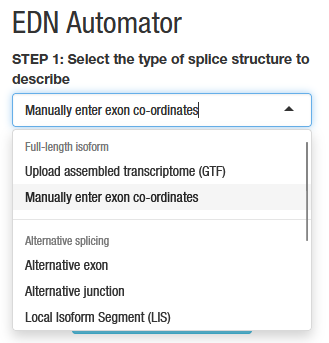 EDN Automator
STEP 1: Select the type of splice structure to
describe
Manually enter exon co-ordinates
Full-length isoform
Upload assembled transcriptome (GTF)
Manually enter exon co-ordinates
Alternative splicing
Alternative exon
Alternative junction
Local Isoform Segment (LIS)